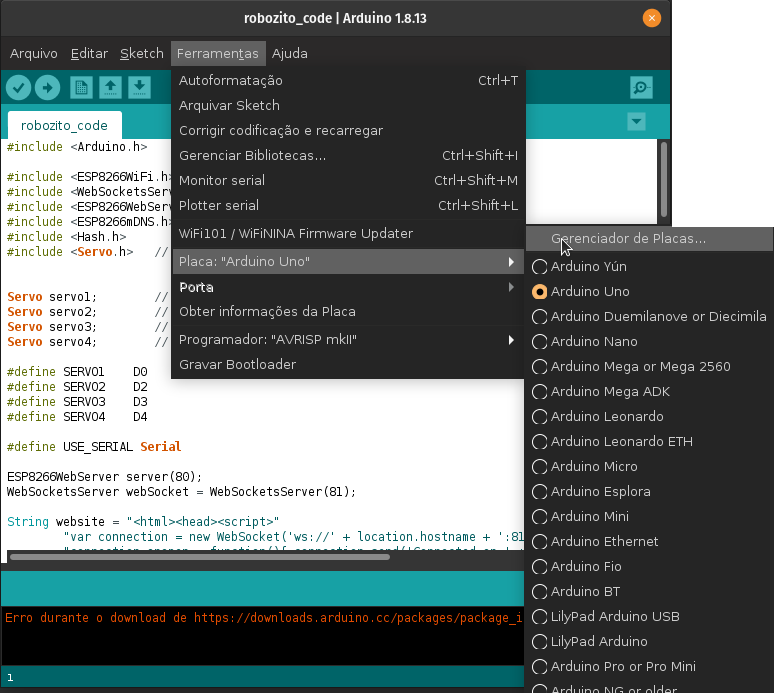 robozito_code | Arduino 1.8.13
Arquivo Editar Sketch Ferramentas Ajuda
robozito_code
Autoformatação Ctrl+T
Arquivar Sketch
Corrigir codificação e recarregar
Gerenciar Bibliotecas... Ctrl+Shift+I
Monitor serial Ctrl+Shift+M
Plotter serial Ctrl+Shift+L
WiFi101 / WiFiNINA Firmware Updater
Placa: "Arduino Uno"
Porta
Obter informações da Placa
Programador: "AVRISP mkII"
Gravar Bootloader
Gerenciador de Placas...
Arduino Yún
Arduino Uno
Arduino Duemilanove or Diecimila
Arduino Nano
Arduino Mega or Mega 2560
Arduino Mega ADK
Arduino Leonardo
Arduino Leonardo ETH
Arduino Micro
Arduino Esplora
Arduino Mini
Arduino Ethernet
Arduino Fio
Arduino BT
LilyPad Arduino USB
LilyPad Arduino
Arduino Pro or Pro Mini
Arduino NG or older
#include <Arduino.h>
#include <ESP8266WiFi.h>
#include <WebSocketsServ
#include <ESP8266WebServ
#include <ESP8266mDNS.h>
#include <Hash.h>
#include <Servo.h> //
Servo servo1; //
Servo servo2; //
Servo servo3; //
Servo servo4; //
#define SERVO1 D0
#define SERVO2 D2
#define SERVO3 D3
#define SERVO4 D4
#define USE_SERIAL Serial
ESP8266WebServer server(80);
WebSocketsServer webSocket = WebSocketsServer(81);
String website = "<html><head><script>"
"var connection = new WebSocket('ws://' + location.hostname + ':81
Erro durante o download de https://downloads.arduino.cc/packages/package_i
1